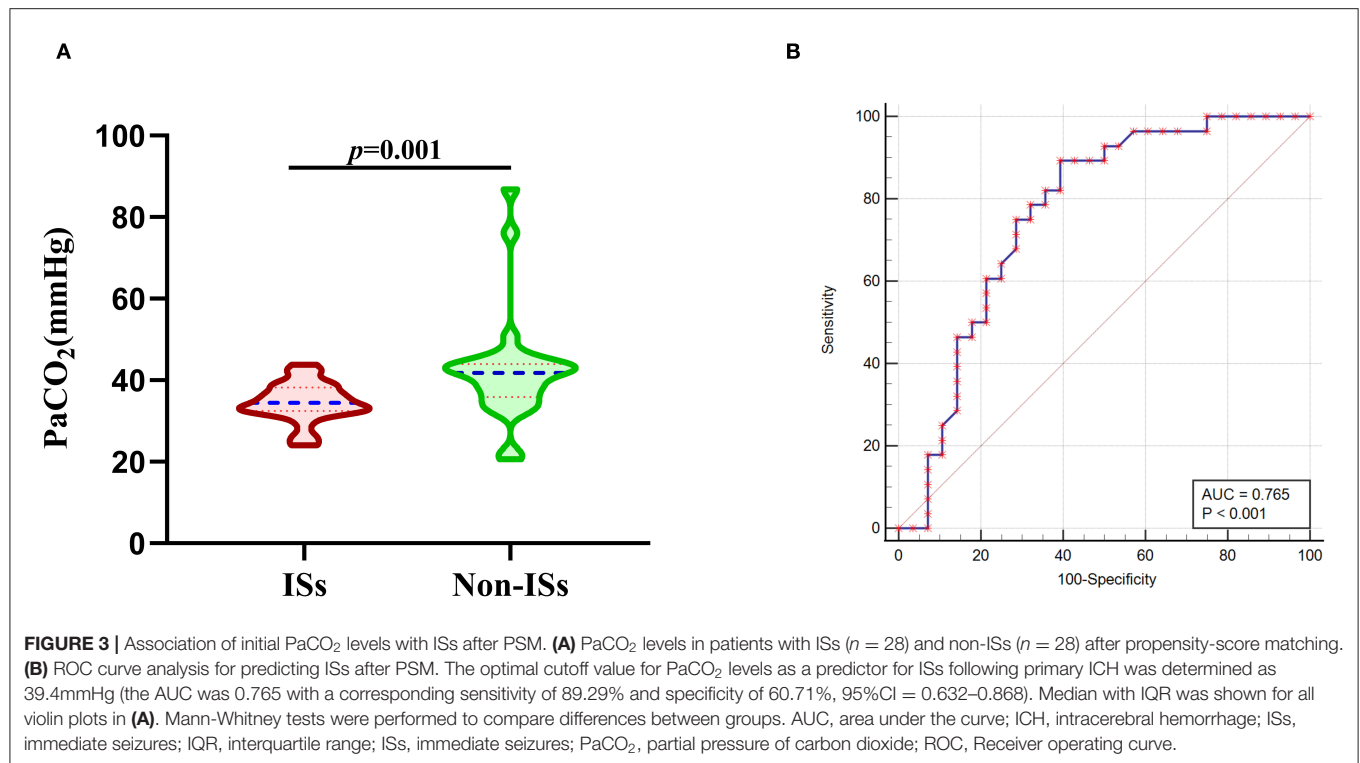 A
B
100
80
60
40
20
0
PaCO₂(mmHg)
p=0.001
ISs
Non-ISs
100
80
60
40
20
0
Sensitivity
AUC = 0.765
P < 0.001
0
20
40
60
80
100
100-Specificity
FIGURE 3 | Association of initial PaCO₂ levels with ISs after PSM. (A) PaCO₂ levels in patients with ISs (n = 28) and non-ISs (n = 28) after propensity-score matching.
(B) ROC curve analysis for predicting ISs after PSM. The optimal cutoff value for PaCO₂ levels as a predictor for ISs following primary ICH was determined as
39.4mmHg (the AUC was 0.765 with a corresponding sensitivity of 89.29% and specificity of 60.71%, 95%CI = 0.632–0.868). Median with IQR was shown for all
violin plots in (A). Mann-Whitney tests were performed to compare differences between groups. AUC, area under the curve; ICH, intracerebral hemorrhage; ISs,
immediate seizures; IQR, interquartile range; ISs, immediate seizures; PaCO₂, partial pressure of carbon dioxide; ROC, Receiver operating curve.